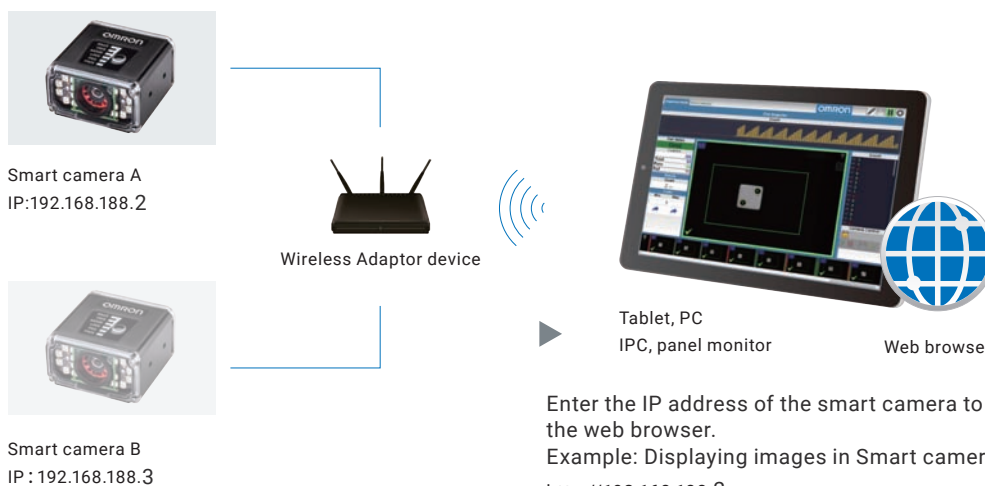 OMRON
Smart camera A
IP:192.168.188.2
Wireless Adaptor device
OMRON
OMRON
Smart camera B
IP:192.168.188.3
Tablet, PC
IPC, panel monitor
Web browse
Enter the IP address of the smart camera to
the web browser.
Example: Displaying images in Smart camer